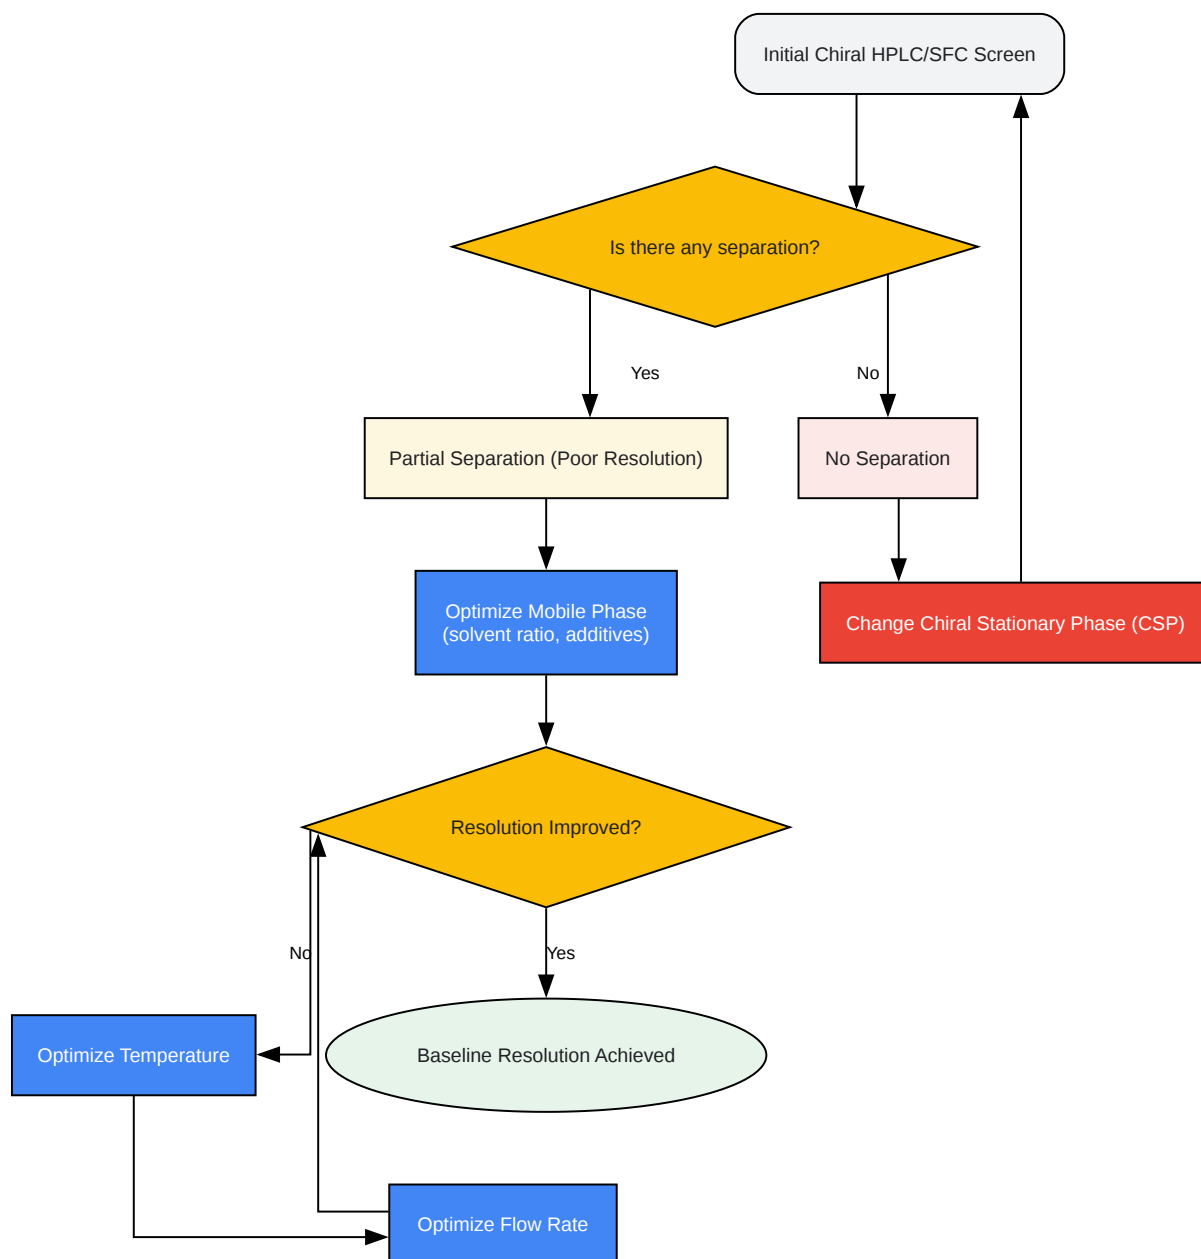 Initial Chiral HPLC/SFC Screen
Is there any separation?
Yes
No
Partial Separation (Poor Resolution)
No Separation
Optimize Mobile Phase
(solvent ratio, additives)
Change Chiral Stationary Phase (CSP)
Resolution Improved?
No
Yes
Optimize Temperature
Baseline Resolution Achieved
Optimize Flow Rate